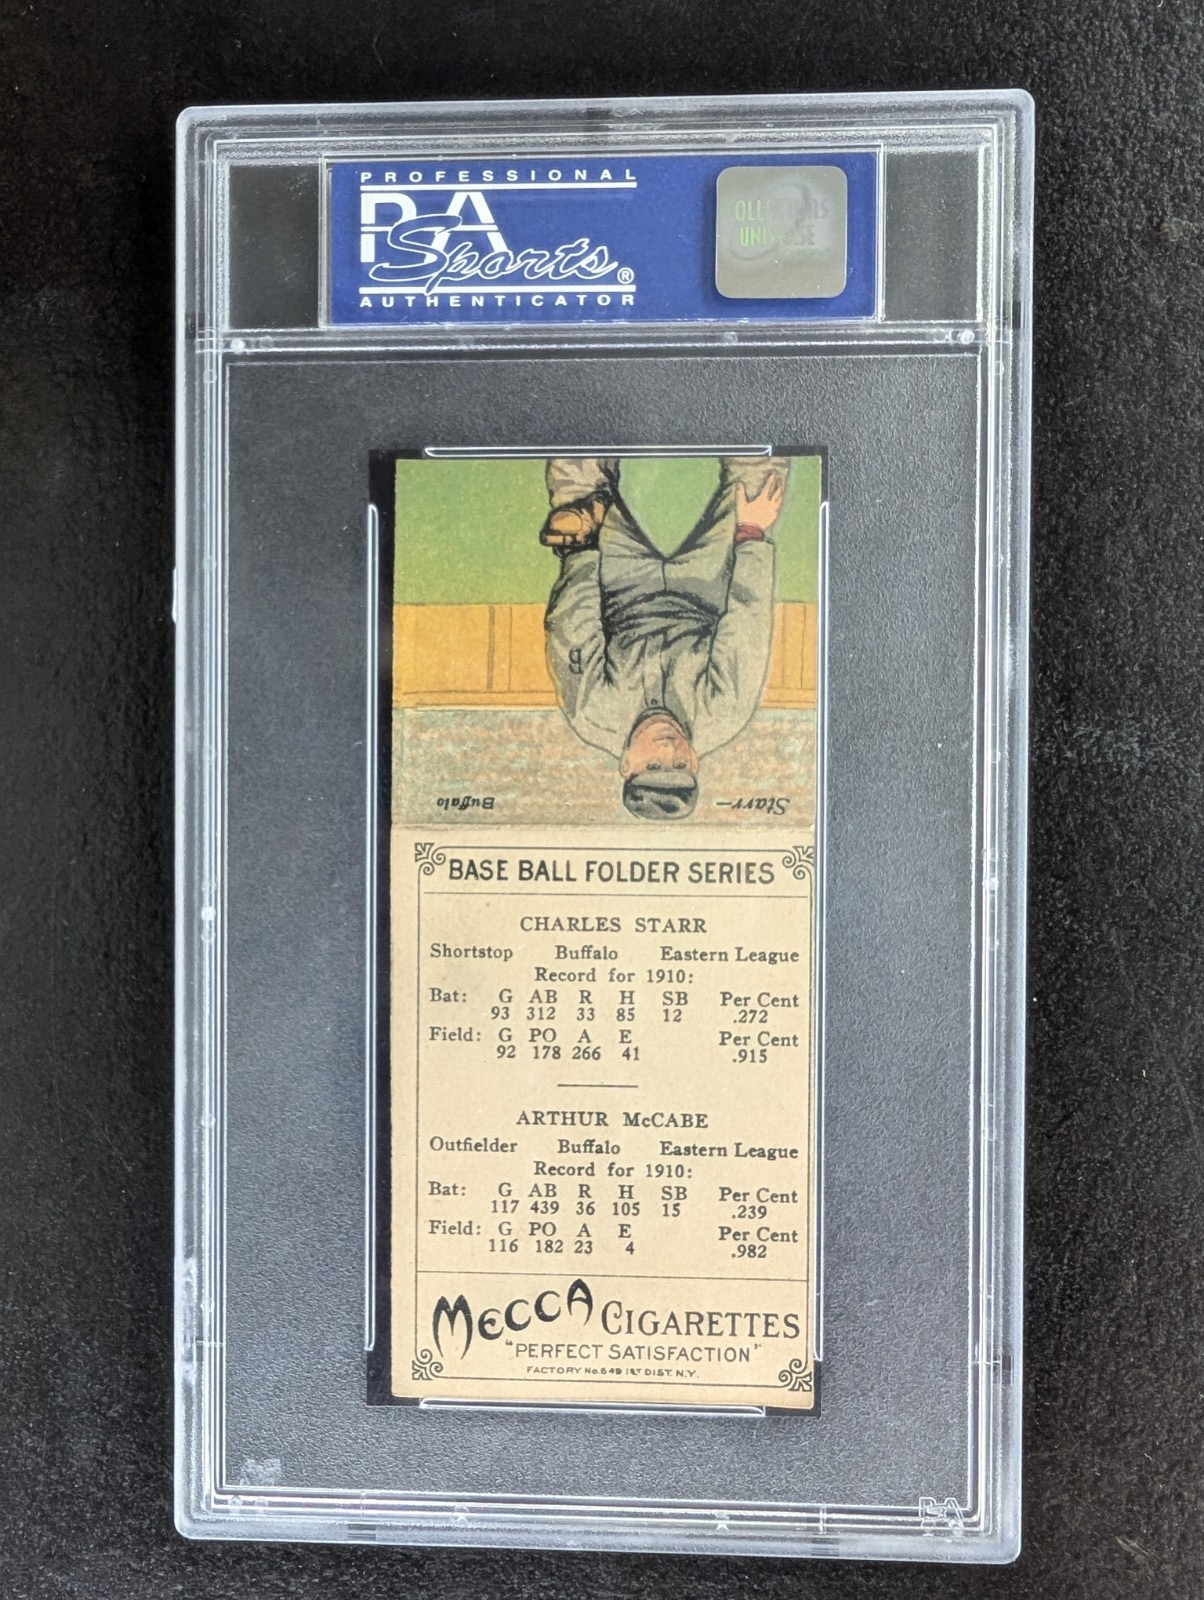 PROFESSIONAL
PSA
Sports®
AUTHENTICATOR
COLLECTORS
UNIVERSE
B
Starr—
Buffalo
BASE BALL FOLDER SERIES
CHARLES STARR
Shortstop Buffalo Eastern League
Record for 1910:
Bat: G AB R H SB Per Cent
93 312 33 85 12 .272
Field: G PO A E Per Cent
92 178 266 41 .915
ARTHUR McCABE
Outfielder Buffalo Eastern League
Record for 1910:
Bat: G AB R H SB Per Cent
117 439 36 105 15 .239
Field: G PO A E Per Cent
116 182 23 4 .982
MECCA CIGARETTES
"PERFECT SATISFACTION"
FACTORY No. 649 1ST DIST. N.Y.
PSA